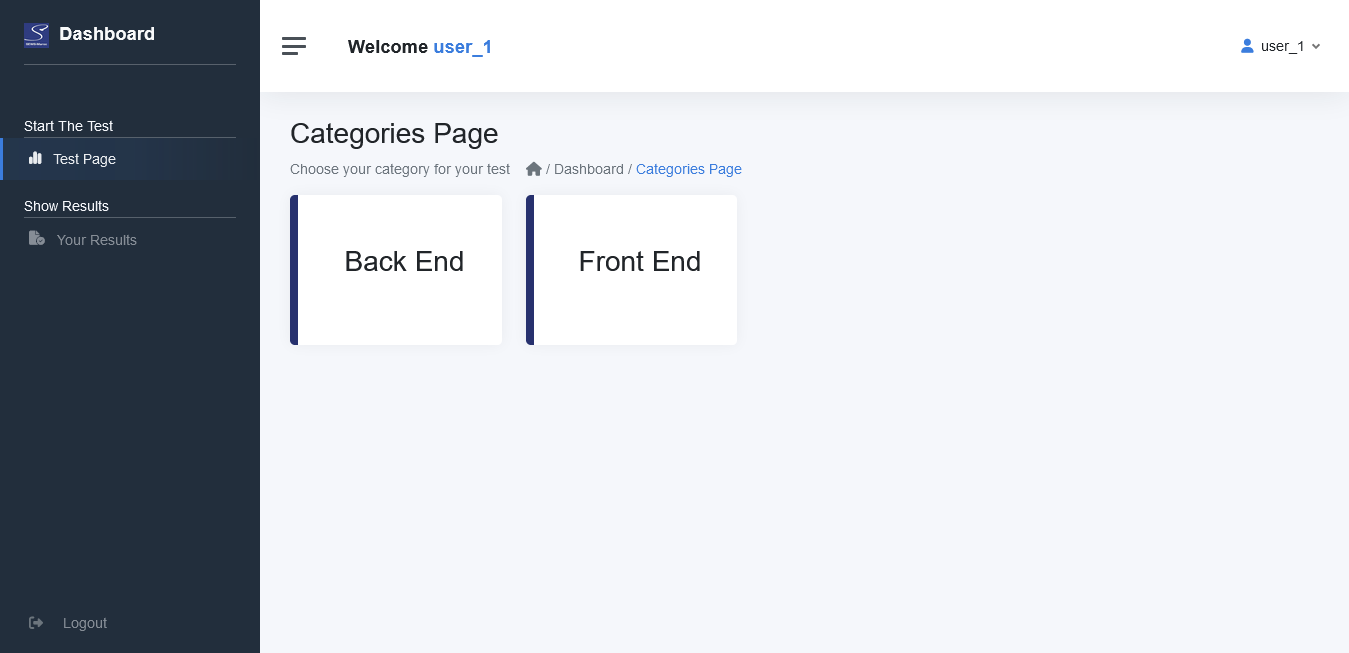 Dashboard
Start The Test
Test Page
Show Results
Your Results
Logout
Welcome user_1
user_1
Categories Page
Choose your category for your test / Dashboard / Categories Page
Back End
Front End